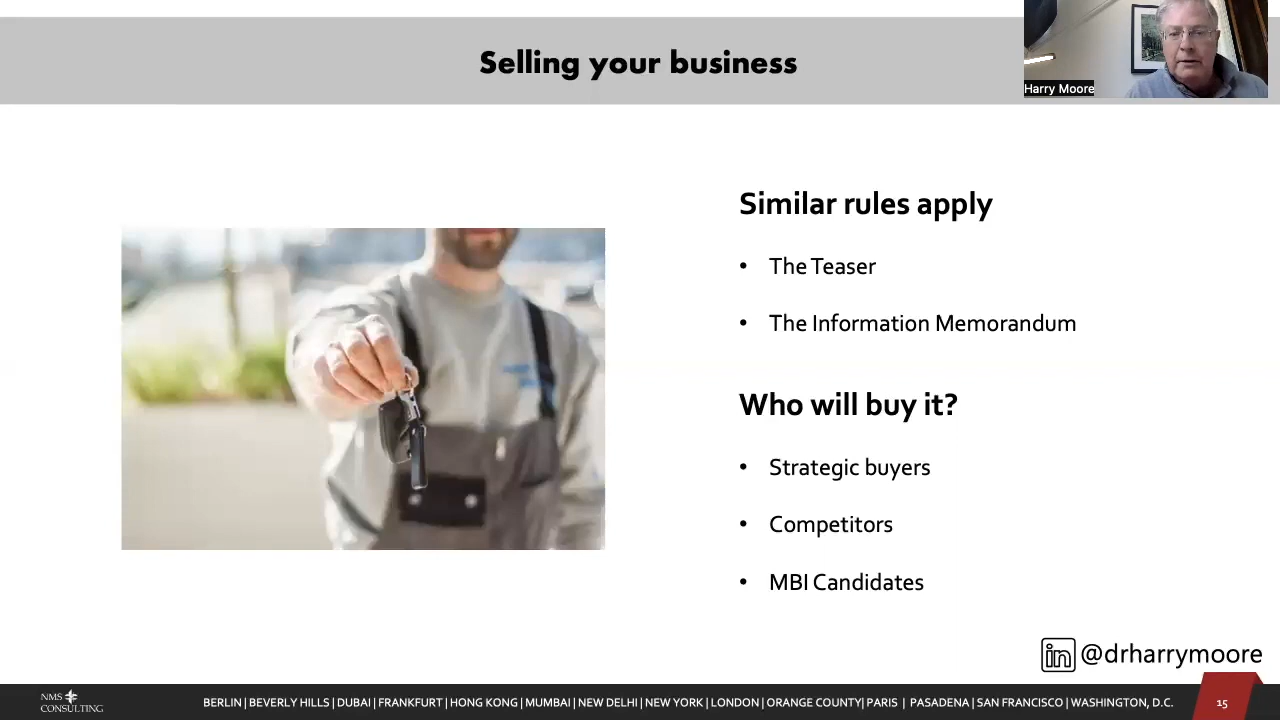 Selling your business
Harry Moore
Similar rules apply
• The Teaser
• The Information Memorandum
Who will buy it?
• Strategic buyers
• Competitors
• MBI Candidates
in @drharrymoore
NMS
CONSULTING
BERLIN | BEVERLY HILLS | DUBAI | FRANKFURT | HONG KONG | MUMBAI | NEW DELHI | NEW YORK | LONDON | ORANGE COUNTY| PARIS | PASADENA | SAN FRANCISCO | WASHINGTON, D.C.
15